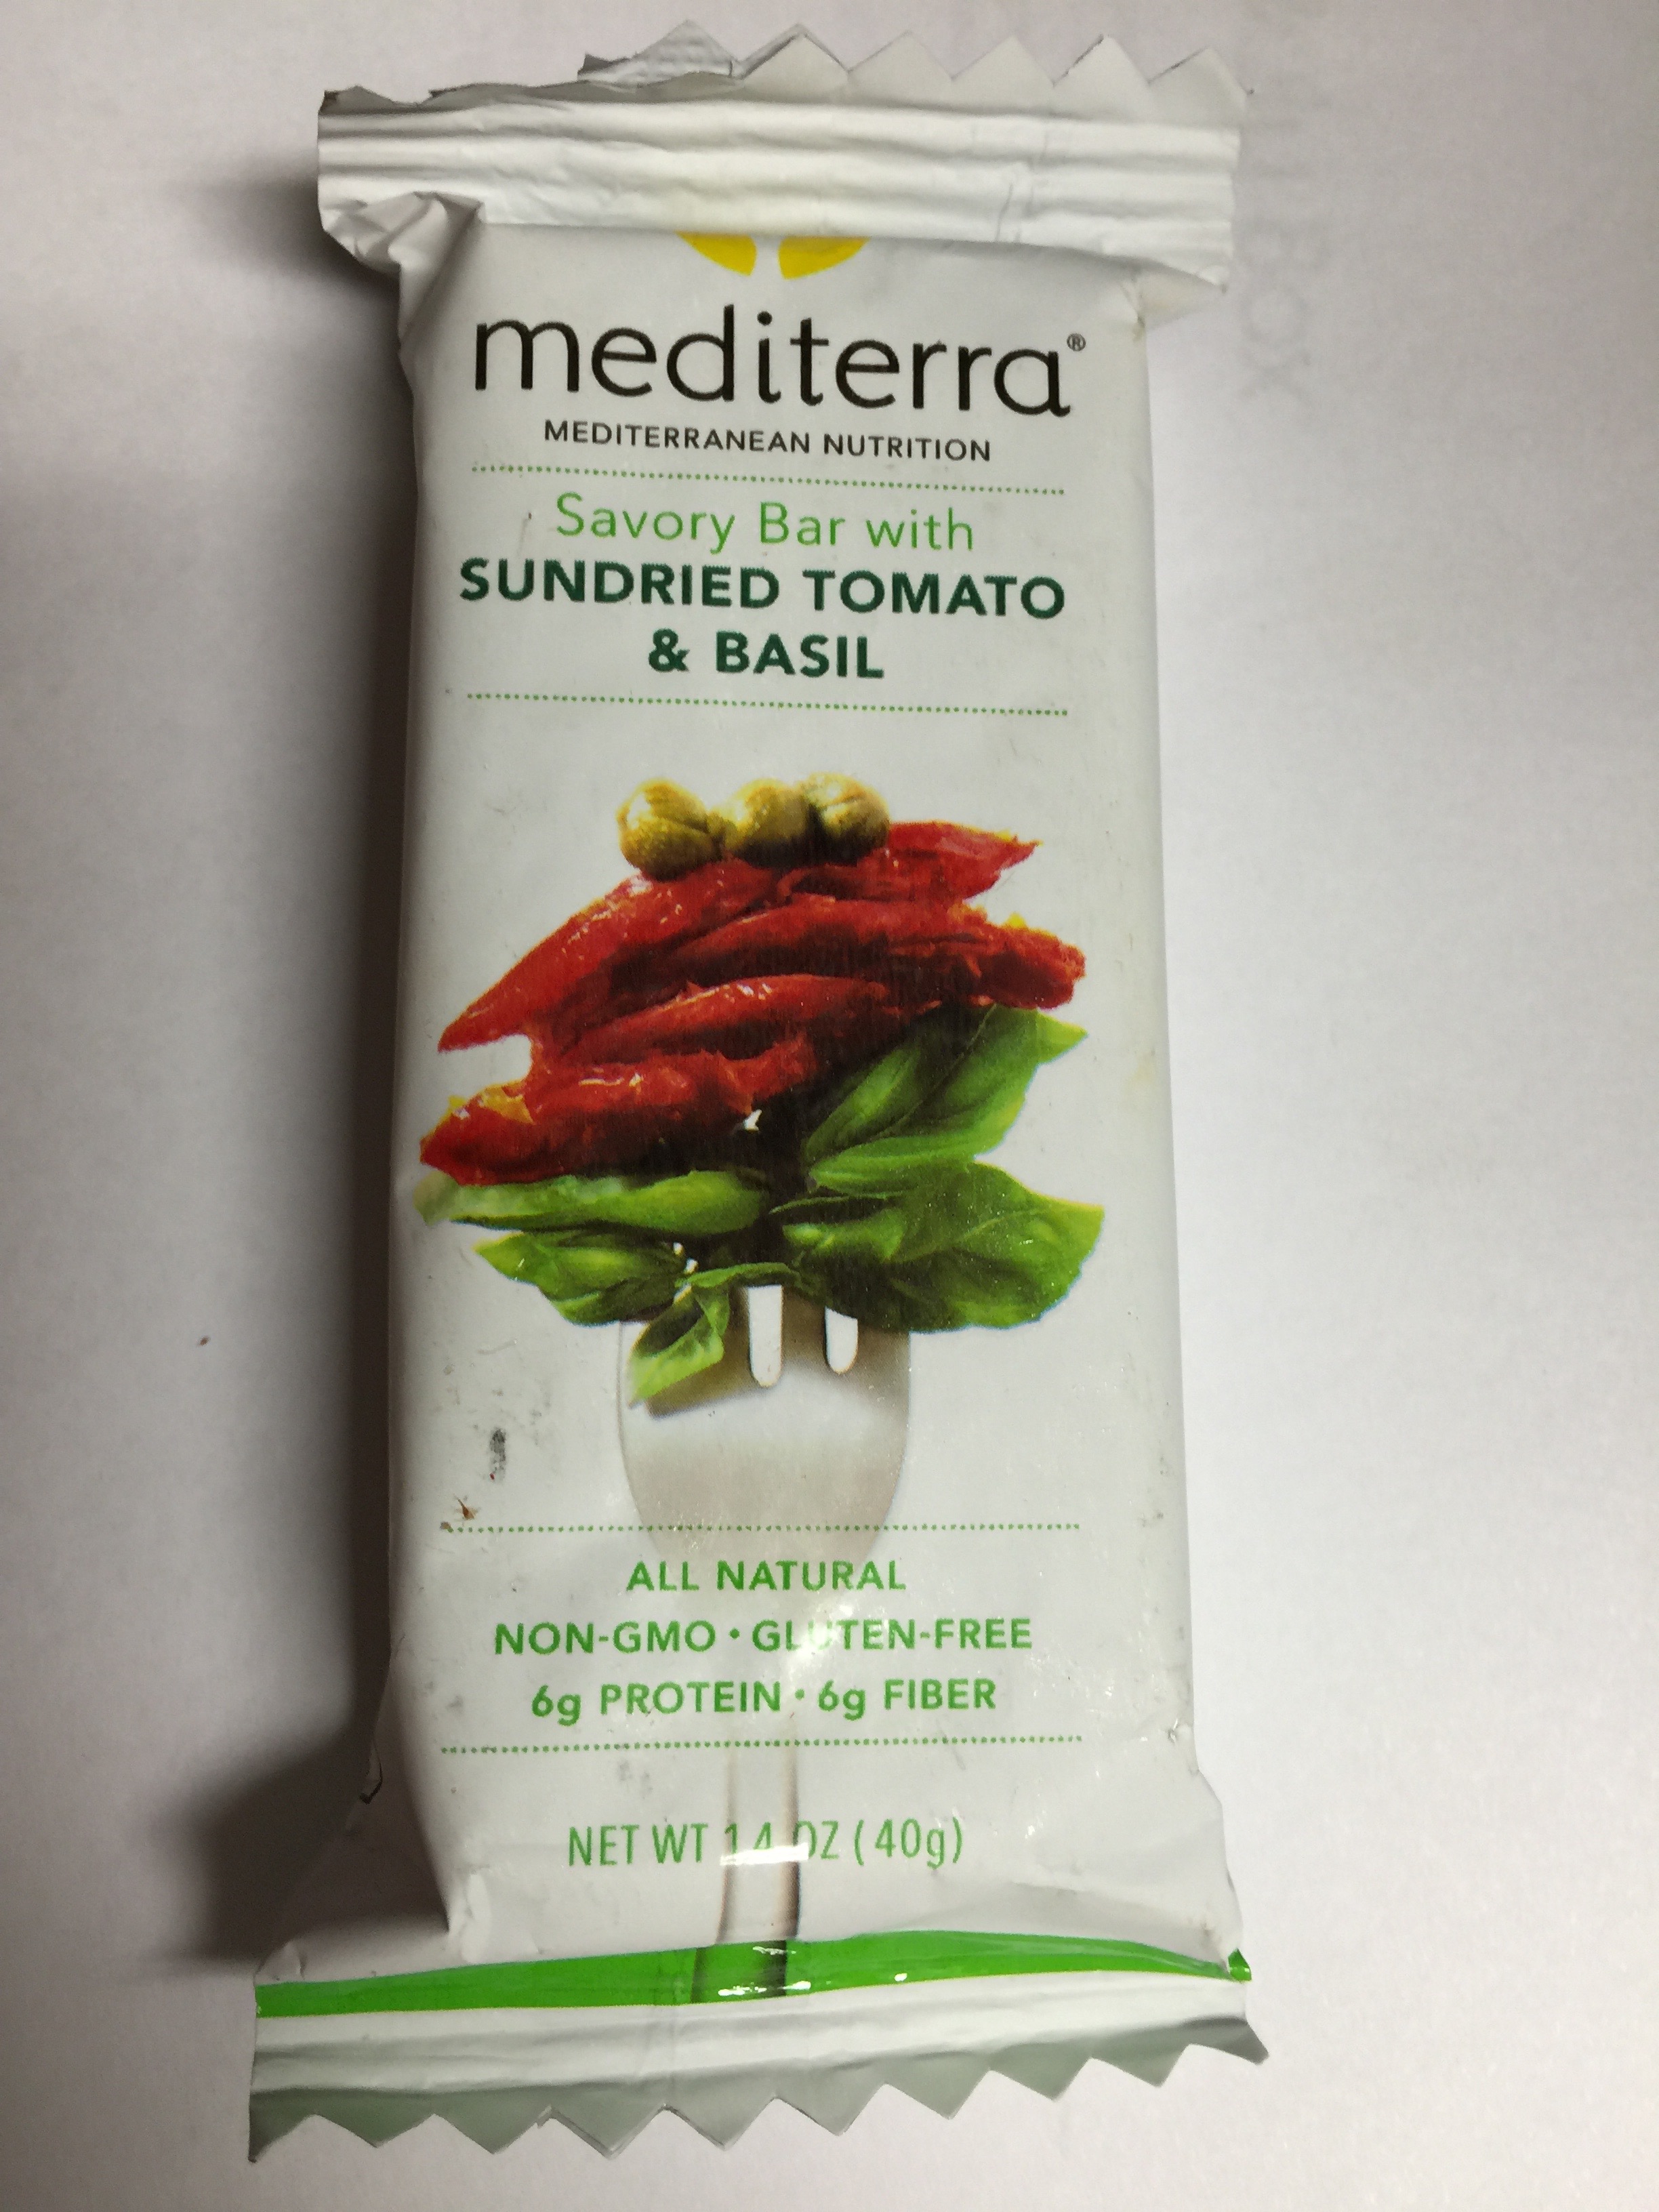 mediterra®
MEDITERRANEAN NUTRITION
Savory Bar with
SUNDRIED TOMATO
& BASIL
ALL NATURAL
NON-GMO • GLUTEN-FREE
6g PROTEIN • 6g FIBER
NET WT 1.4 OZ (40g)